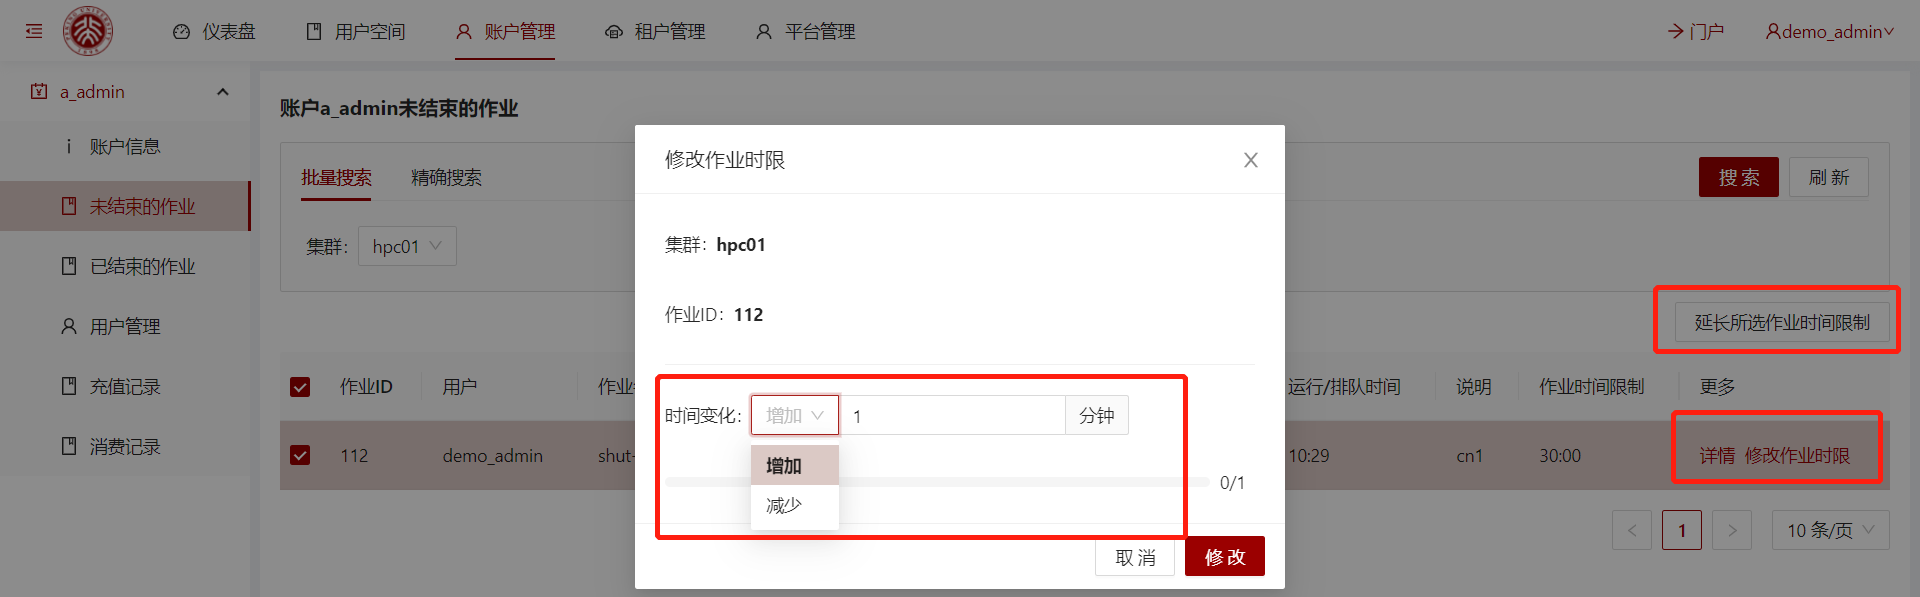 仪表盘 用户空间 账户管理 租户管理 平台管理 门户 demo_admin
a_admin
账户信息
未结束的作业
已结束的作业
用户管理
充值记录
消费记录
账户a_admin未结束的作业
批量搜索 精确搜索 搜索 刷新
集群: hpc01
延长所选作业时间限制
作业ID 用户 作业 运行/排队时间 说明 作业时间限制 更多
112 demo_admin shut- 10:29 cn1 30:00 详情 修改作业时限
1 10 条/页
修改作业时限
集群: hpc01
作业ID: 112
时间变化: 增加 1 分钟
增加
减少
0/1
取消 修改